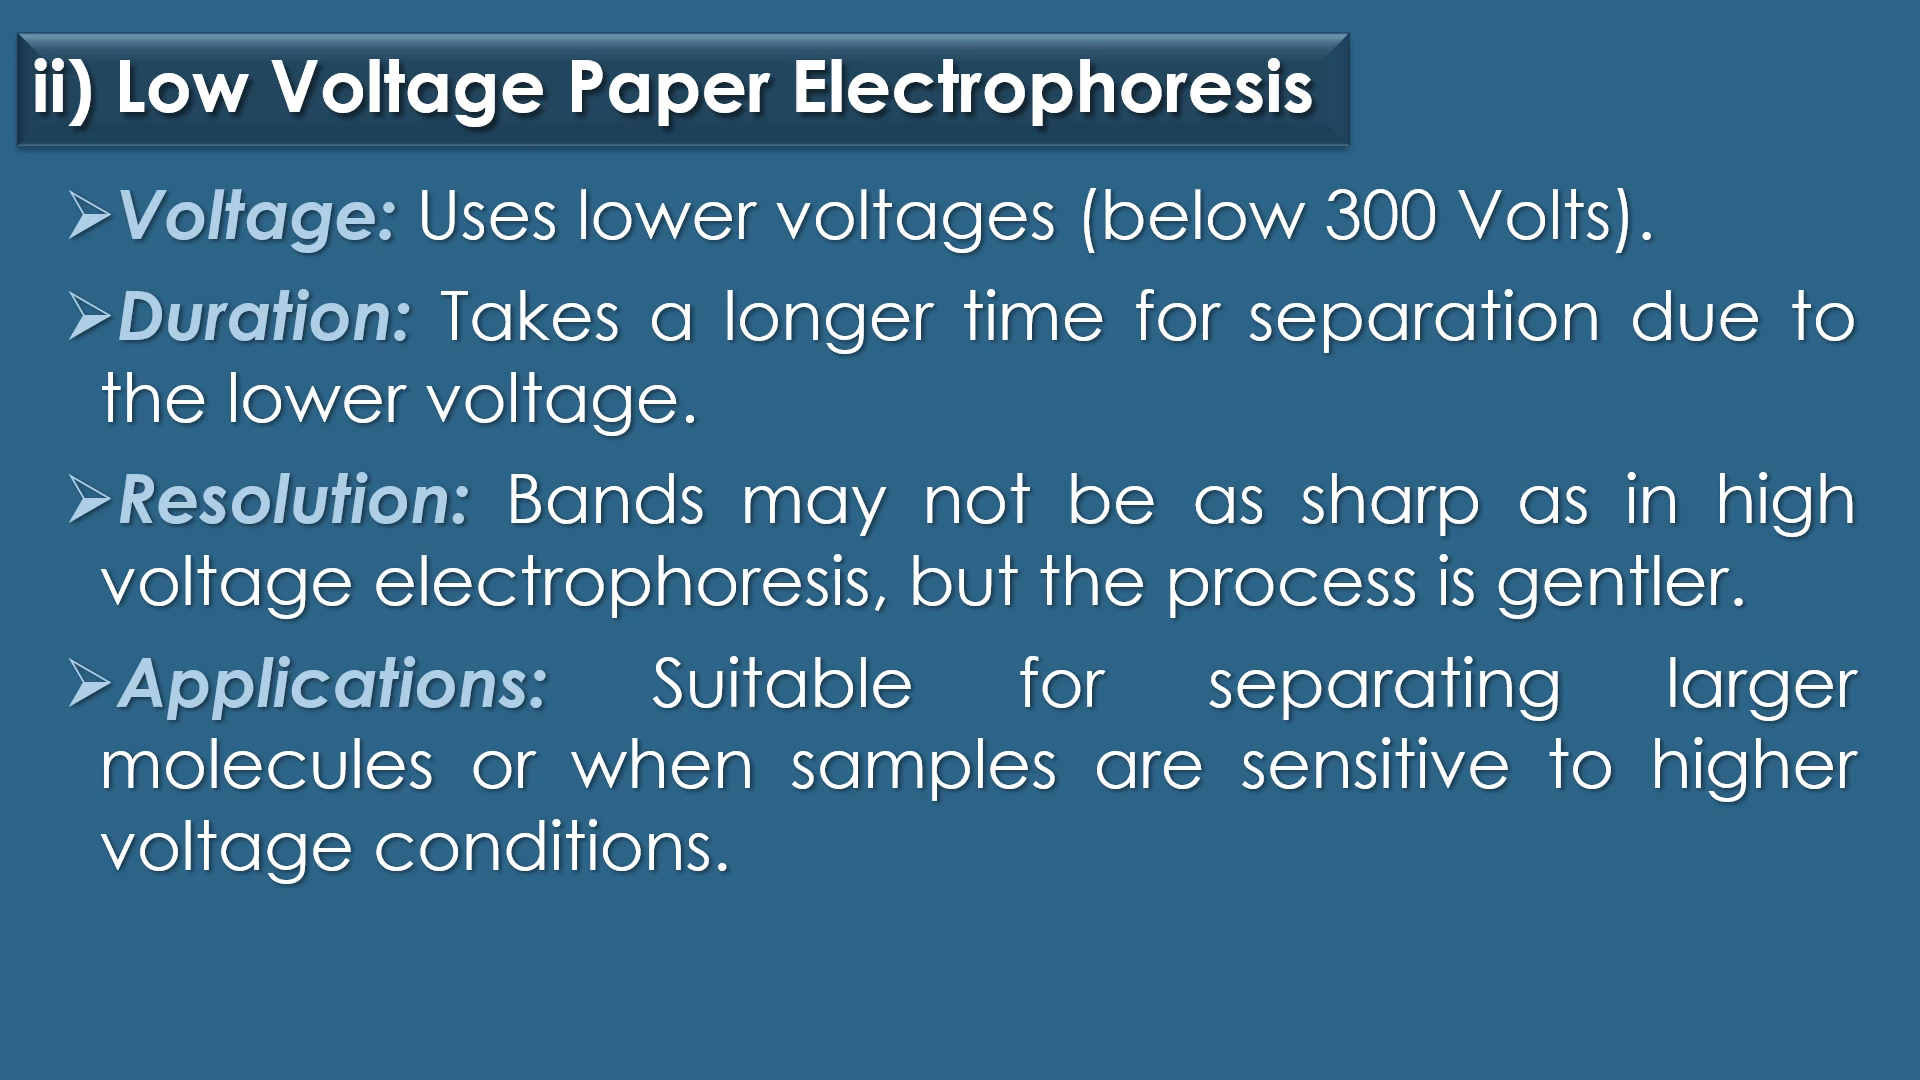 ii) Low Voltage Paper Electrophoresis
➢Voltage: Uses lower voltages (below 300 Volts).
➢Duration: Takes a longer time for separation due to
the lower voltage.
➢Resolution: Bands may not be as sharp as in high
voltage electrophoresis, but the process is gentler.
➢Applications: Suitable for separating larger
molecules or when samples are sensitive to higher
voltage conditions.